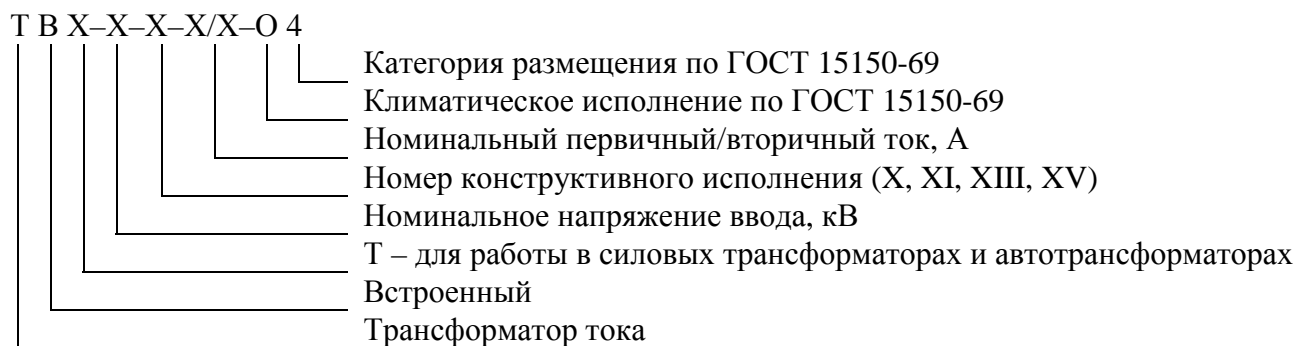 Т В Х–Х–Х–Х/Х–О 4
Категория размещения по ГОСТ 15150-69
Климатическое исполнение по ГОСТ 15150-69
Номинальный первичный/вторичный ток, А
Номер конструктивного исполнения (X, XI, XIII, XV)
Номинальное напряжение ввода, кВ
Т – для работы в силовых трансформаторах и автотрансформаторах
Встроенный
Трансформатор тока